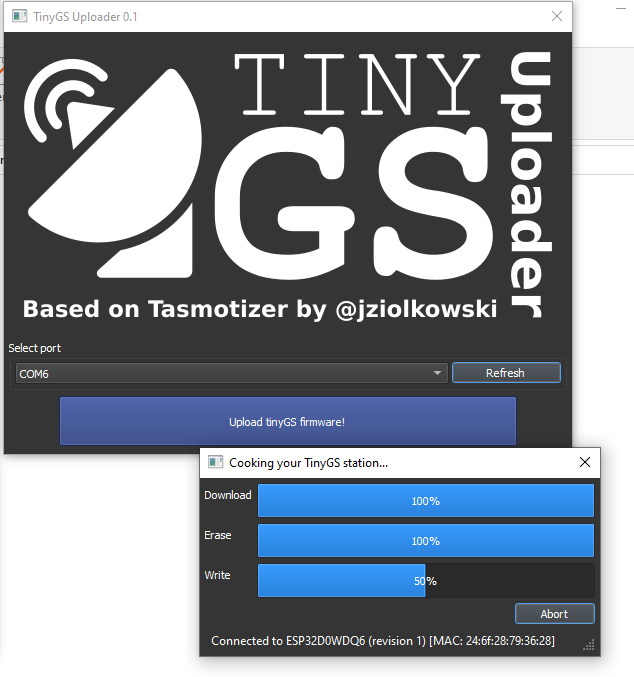 TinyGS Uploader 0.1
TINY
GS
Uploader
Based on Tasmotizer by @jziolkowski
Select port
COM6
Refresh
Upload tinyGS firmware!
Cooking your TinyGS station...
Download
100%
Erase
100%
Write
50%
Abort
Connected to ESP32D0WDQ6 (revision 1) [MAC: 24:6f:28:79:36:28]